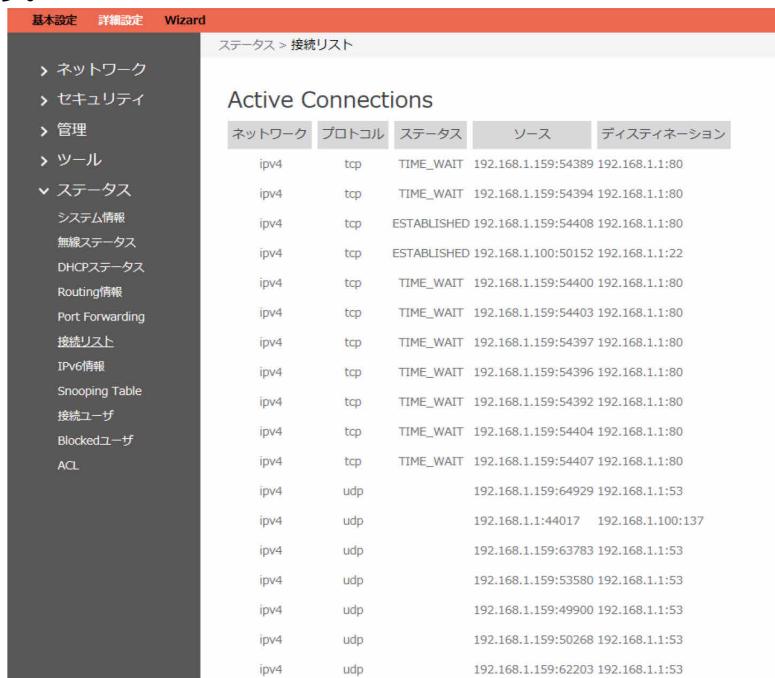 す。
基本設定 詳細設定 Wizard
ステータス > 接続リスト
ネットワーク
セキュリティ
管理
ツール
ステータス
システム情報
無線ステータス
DHCPステータス
Routing情報
Port Forwarding
接続リスト
IPv6情報
Snooping Table
接続ユーザ
Blockedユーザ
ACL
Active Connections
ネットワーク プロトコル ステータス ソース ディスティネーション
ipv4 tcp TIME_WAIT 192.168.1.159:54389 192.168.1.1:80
ipv4 tcp TIME_WAIT 192.168.1.159:54394 192.168.1.1:80
ipv4 tcp ESTABLISHED 192.168.1.159:54408 192.168.1.1:80
ipv4 tcp ESTABLISHED 192.168.1.100:50152 192.168.1.1:22
ipv4 tcp TIME_WAIT 192.168.1.159:54400 192.168.1.1:80
ipv4 tcp TIME_WAIT 192.168.1.159:54403 192.168.1.1:80
ipv4 tcp TIME_WAIT 192.168.1.159:54397 192.168.1.1:80
ipv4 tcp TIME_WAIT 192.168.1.159:54396 192.168.1.1:80
ipv4 tcp TIME_WAIT 192.168.1.159:54392 192.168.1.1:80
ipv4 tcp TIME_WAIT 192.168.1.159:54404 192.168.1.1:80
ipv4 tcp TIME_WAIT 192.168.1.159:54407 192.168.1.1:80
ipv4 udp 192.168.1.159:64929 192.168.1.1:53
ipv4 udp 192.168.1.1:44017 192.168.1.100:137
ipv4 udp 192.168.1.159:63783 192.168.1.1:53
ipv4 udp 192.168.1.159:53580 192.168.1.1:53
ipv4 udp 192.168.1.159:49900 192.168.1.1:53
ipv4 udp 192.168.1.159:50268 192.168.1.1:53
ipv4 udp 192.168.1.159:62203 192.168.1.1:53